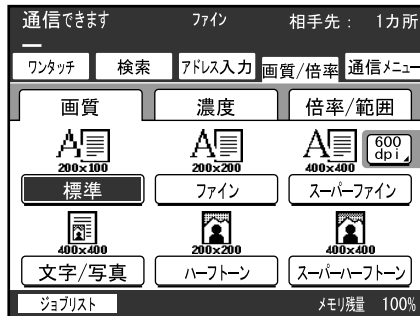 通信できます ファイン 相手先: 1カ所
ワンタッチ 検索 アドレス入力 画質/倍率 通信メニュー
画質 濃度 倍率/範囲
200×100 200×200 400×400 600 dpi
標準 ファイン スーパーファイン
400×400 200×200 400×400
文字/写真 ハーフトーン スーパーハーフトーン
ジョブリスト メモリ残量 100%